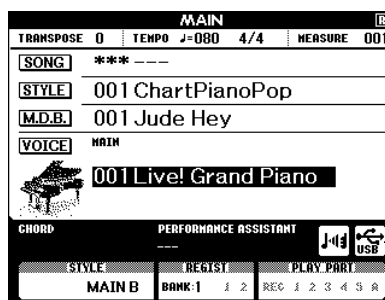 MAIN R
TRANSPOSE 0 TEMPO ♩=080 4/4 MEASURE 001
SONG *** ---
STYLE 001 ChartPianoPop
M.D.B. 001 Jude Hey
VOICE MAIN
001 Live! Grand Piano
CHORD PERFORMANCE ASSISTANT
---
USB
STYLE REGIST PLAY PART
MAIN B BANK:1 1 2 REC 1 2 3 4 5 A